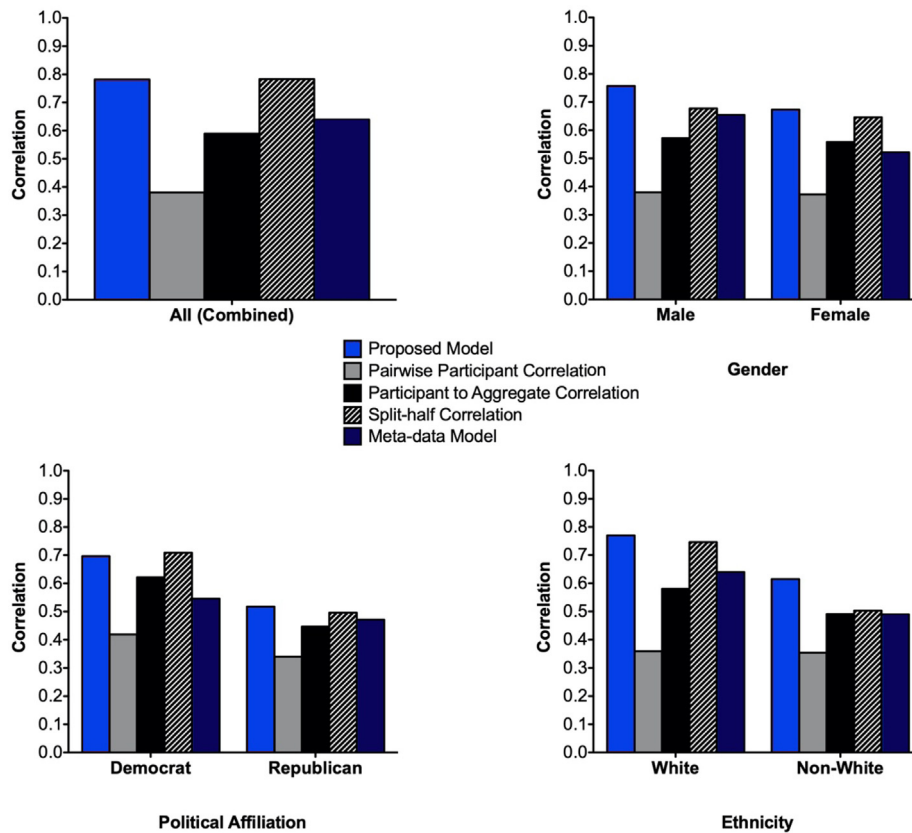 1.0
0.9
0.8
0.7
0.6
0.5
0.4
0.3
0.2
0.1
0.0
Correlation
All (Combined)
1.0
0.9
0.8
0.7
0.6
0.5
0.4
0.3
0.2
0.1
0.0
Correlation
Male Female
Gender
Proposed Model
Pairwise Participant Correlation
Participant to Aggregate Correlation
Split-half Correlation
Meta-data Model
1.0
0.9
0.8
0.7
0.6
0.5
0.4
0.3
0.2
0.1
0.0
Correlation
Democrat Republican
Political Affiliation
1.0
0.9
0.8
0.7
0.6
0.5
0.4
0.3
0.2
0.1
0.0
Correlation
White Non-White
Ethnicity